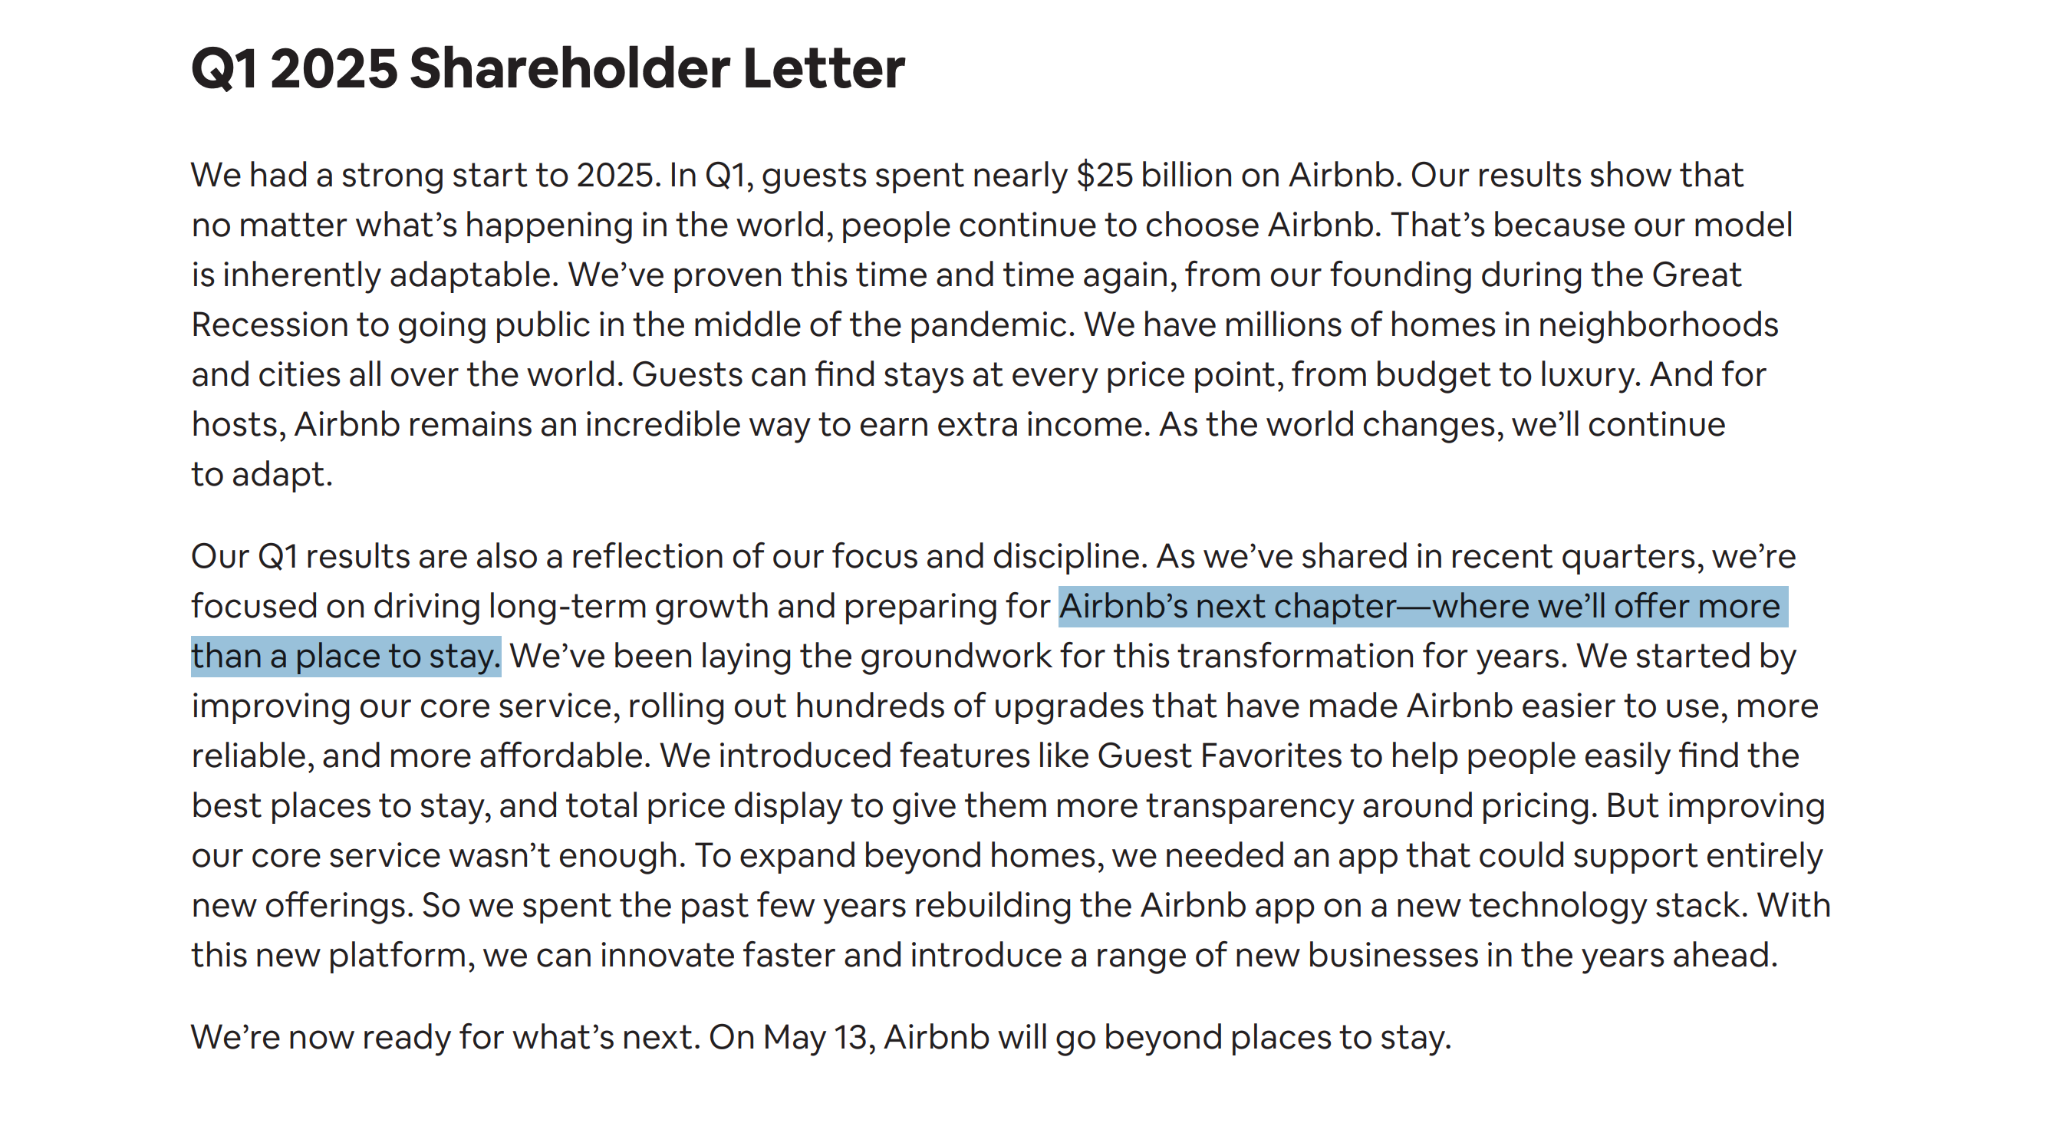 Q1 2025 Shareholder Letter
We had a strong start to 2025. In Q1, guests spent nearly $25 billion on Airbnb. Our results show that
no matter what’s happening in the world, people continue to choose Airbnb. That’s because our model
is inherently adaptable. We’ve proven this time and time again, from our founding during the Great
Recession to going public in the middle of the pandemic. We have millions of homes in neighborhoods
and cities all over the world. Guests can find stays at every price point, from budget to luxury. And for
hosts, Airbnb remains an incredible way to earn extra income. As the world changes, we’ll continue
to adapt.
Our Q1 results are also a reflection of our focus and discipline. As we’ve shared in recent quarters, we’re
focused on driving long-term growth and preparing for Airbnb’s next chapter—where we’ll offer more
than a place to stay. We’ve been laying the groundwork for this transformation for years. We started by
improving our core service, rolling out hundreds of upgrades that have made Airbnb easier to use, more
reliable, and more affordable. We introduced features like Guest Favorites to help people easily find the
best places to stay, and total price display to give them more transparency around pricing. But improving
our core service wasn’t enough. To expand beyond homes, we needed an app that could support entirely
new offerings. So we spent the past few years rebuilding the Airbnb app on a new technology stack. With
this new platform, we can innovate faster and introduce a range of new businesses in the years ahead.
We’re now ready for what’s next. On May 13, Airbnb will go beyond places to stay.